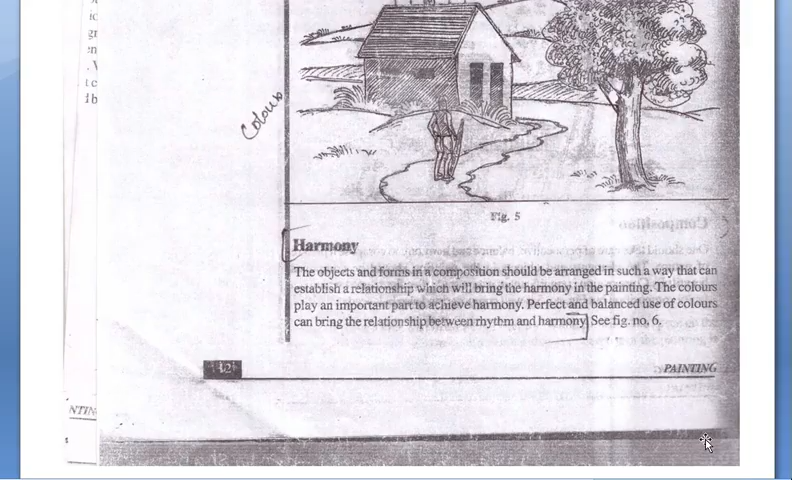 Colour
Fig. 5
Harmony
The objects and forms in a composition should be arranged in such a way that can
establish a relationship which will bring the harmony in the painting. The colours
play an important part to achieve harmony. Perfect and balanced use of colours
can bring the relationship between rhythm and harmony. See fig. no. 6.
PAINTING